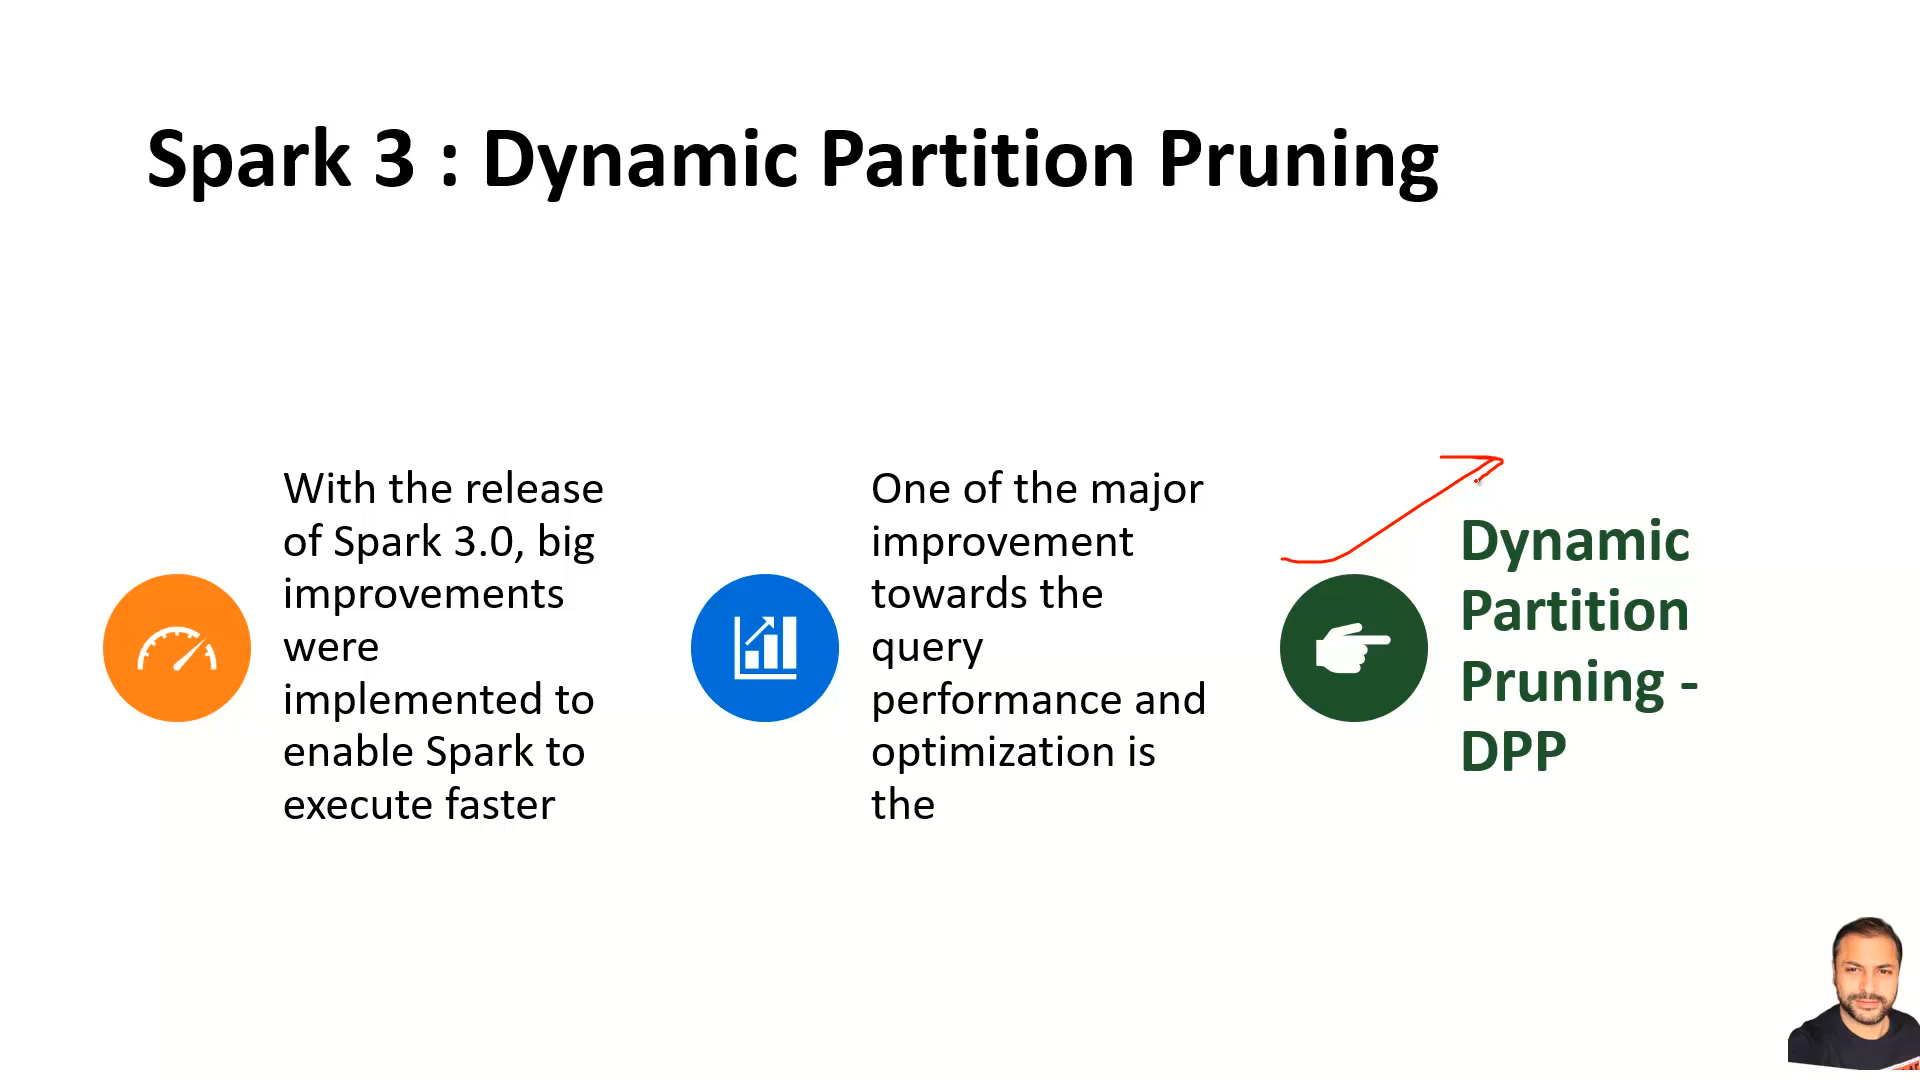 Spark 3 : Dynamic Partition Pruning
With the release
of Spark 3.0, big
improvements
were
implemented to
enable Spark to
execute faster
One of the major
improvement
towards the
query
performance and
optimization is
the
Dynamic
Partition
Pruning -
DPP